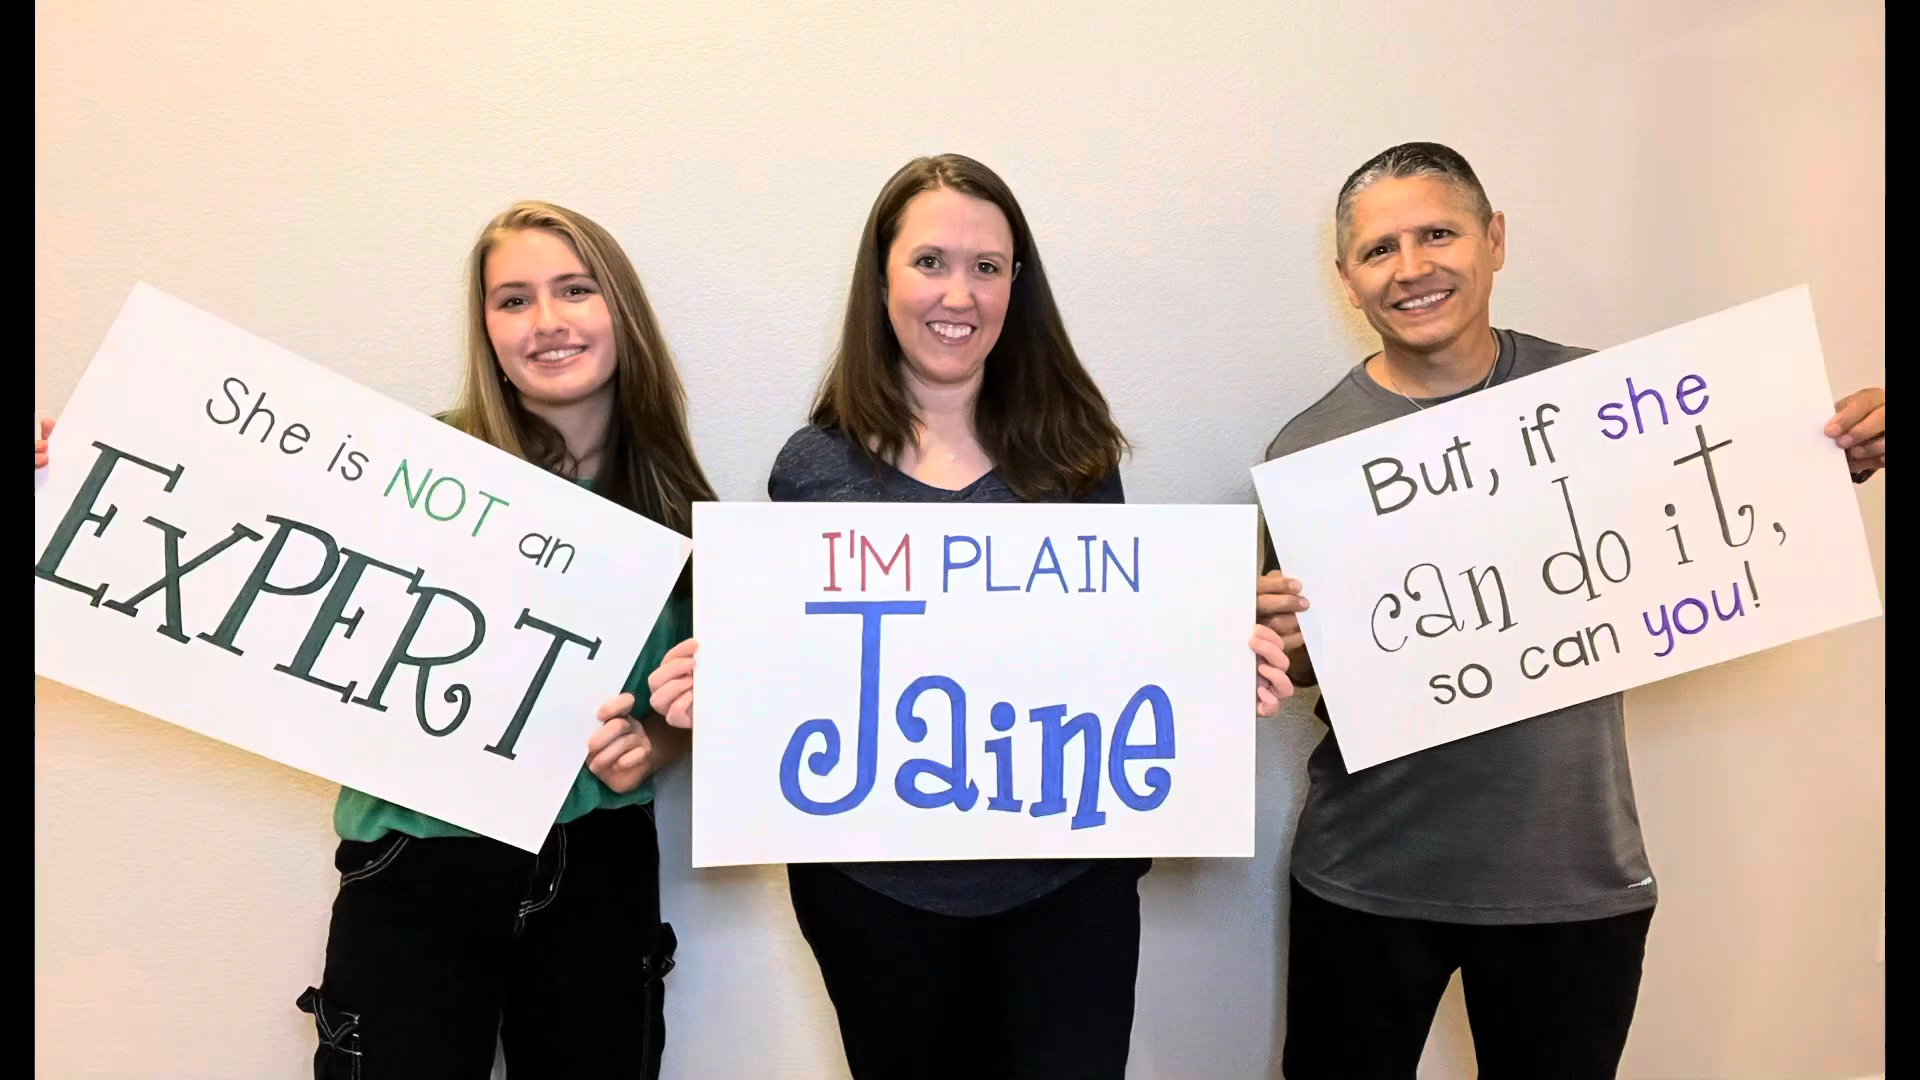 She is NOT an
ExPERT
I'M PLAIN
Jaine
But, if she
can do it,
so can you!